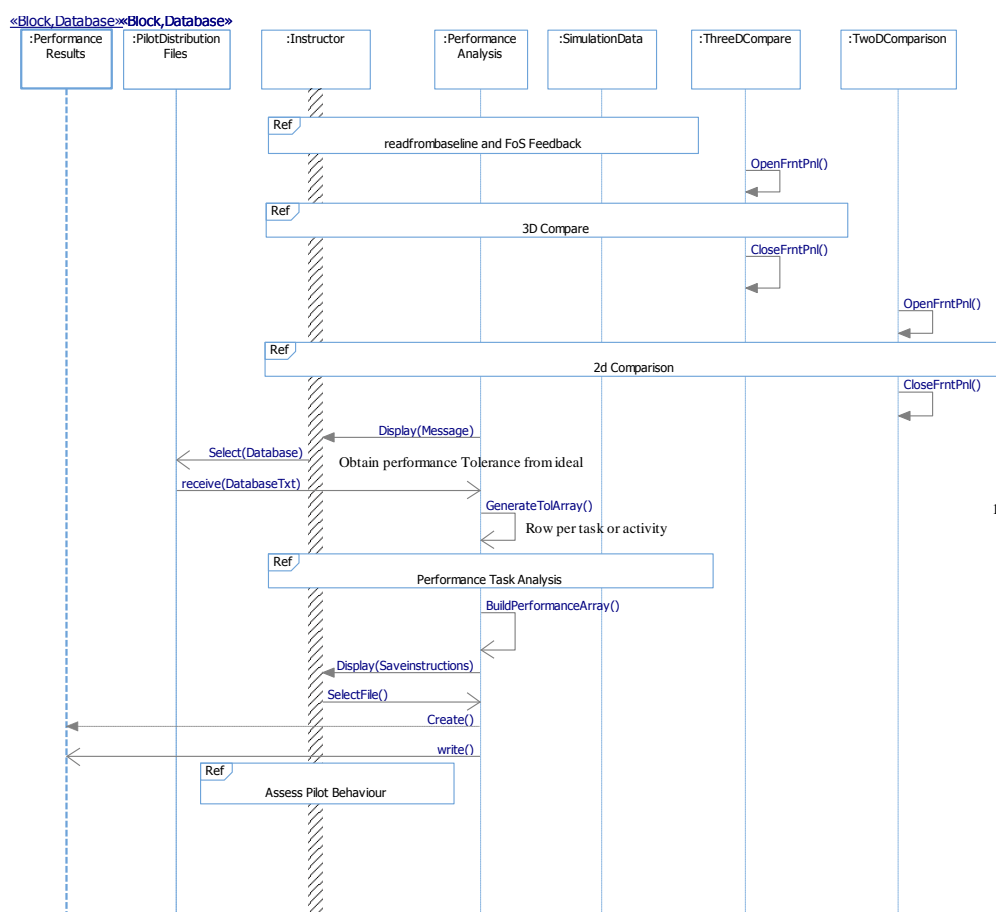 «Block,Database»
«Block,Database»
:Performance
Results
:PilotDistribution
Files
:Instructor
:Performance
Analysis
:SimulationData
:ThreeDCompare
:TwoDComparison
Ref
readfrombaseline and FoS Feedback
OpenFrntPnl()
Ref
3D Compare
CloseFrntPnl()
OpenFrntPnl()
Ref
2d Comparison
CloseFrntPnl()
Display(Message)
Select(Database)
Obtain performance Tolerance from ideal
receive(DatabaseTxt)
GenerateTolArray()
1
Row per task or activity
Ref
Performance Task Analysis
BuildPerformanceArray()
Display(Saveinstructions)
SelectFile()
Create()
write()
Ref
Assess Pilot Behaviour